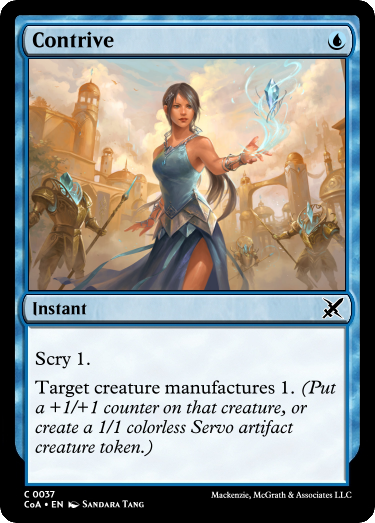 Contrive
Instant
Scry 1.
Target creature manufactures 1. (Put
a +1/+1 counter on that creature, or
create a 1/1 colorless Servo artifact
creature token.)
C 0037
CoA • EN Sandara Tang
Mackenzie, McGrath & Associates LLC